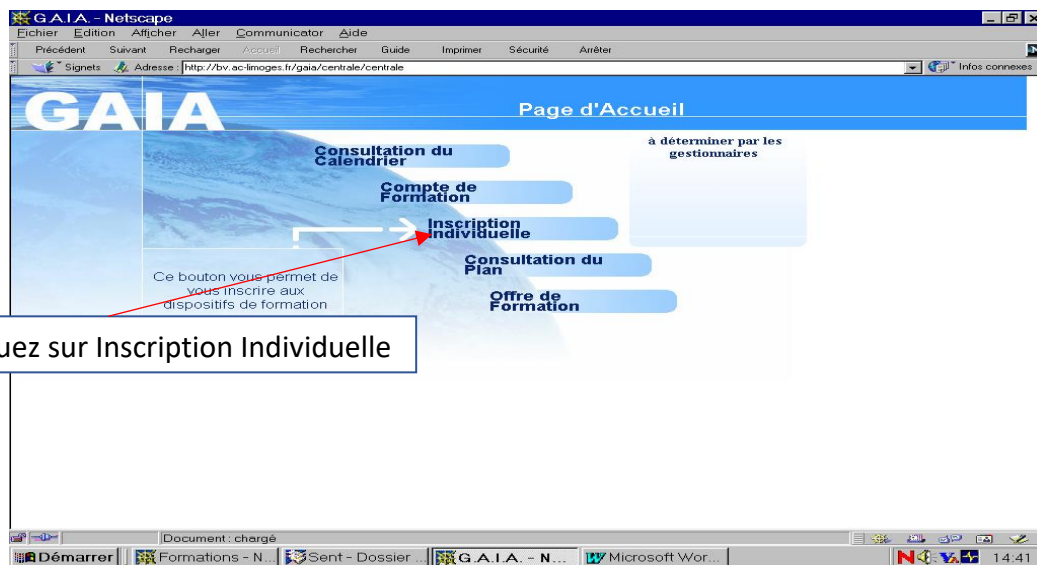 G.A.I.A. - Netscape
Eichier Edition Afficher Aller Communicator Aide
Précédent Suivant Recharger Accueil Rechercher Guide Imprimer Sécurité Arrêter
Signets Adresse : http://bv.ac-limoges.fr/gaia/centrale/centrale Infos connexes
GAIA
Page d'Accueil
à déterminer par les
gestionnaires
Consultation du
Calendrier
Compte de
Formation
Inscription
Individuelle
Consultation du
Plan
Offre de
Formation
Ce bouton vous permet de
vous inscrire aux
dispositifs de formation
uez sur Inscription Individuelle
Document : chargé
Démarrer Formations - N... Sent - Dossier ... G.A.I.A. - N... Microsoft Wor... 14:41